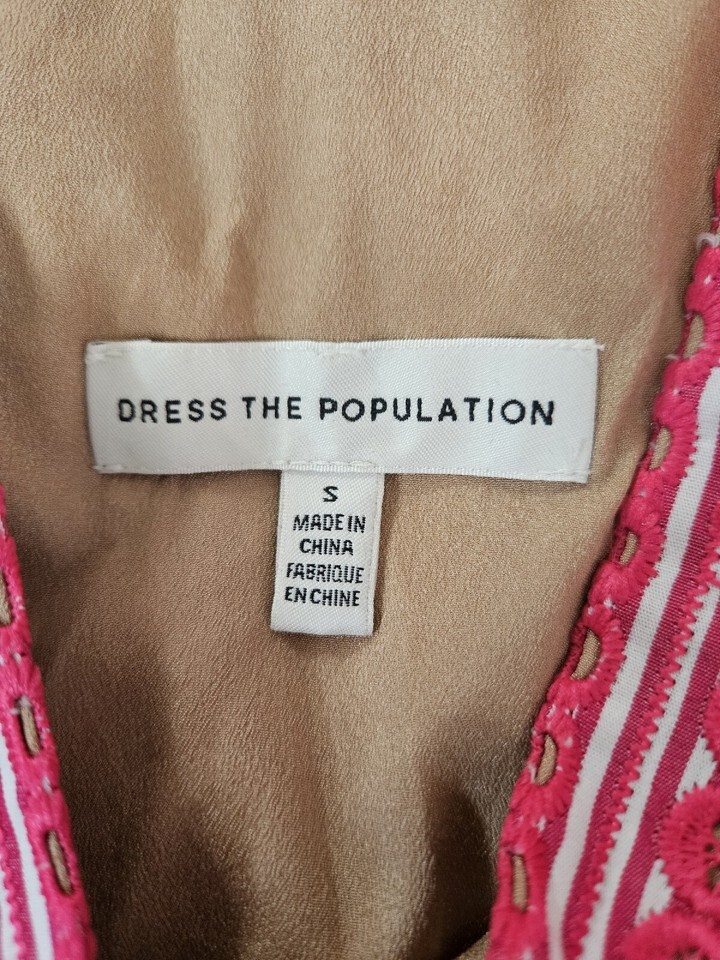 DRESS THE POPULATION
S
MADE IN
CHINA
FABRIQUE
EN CHINE